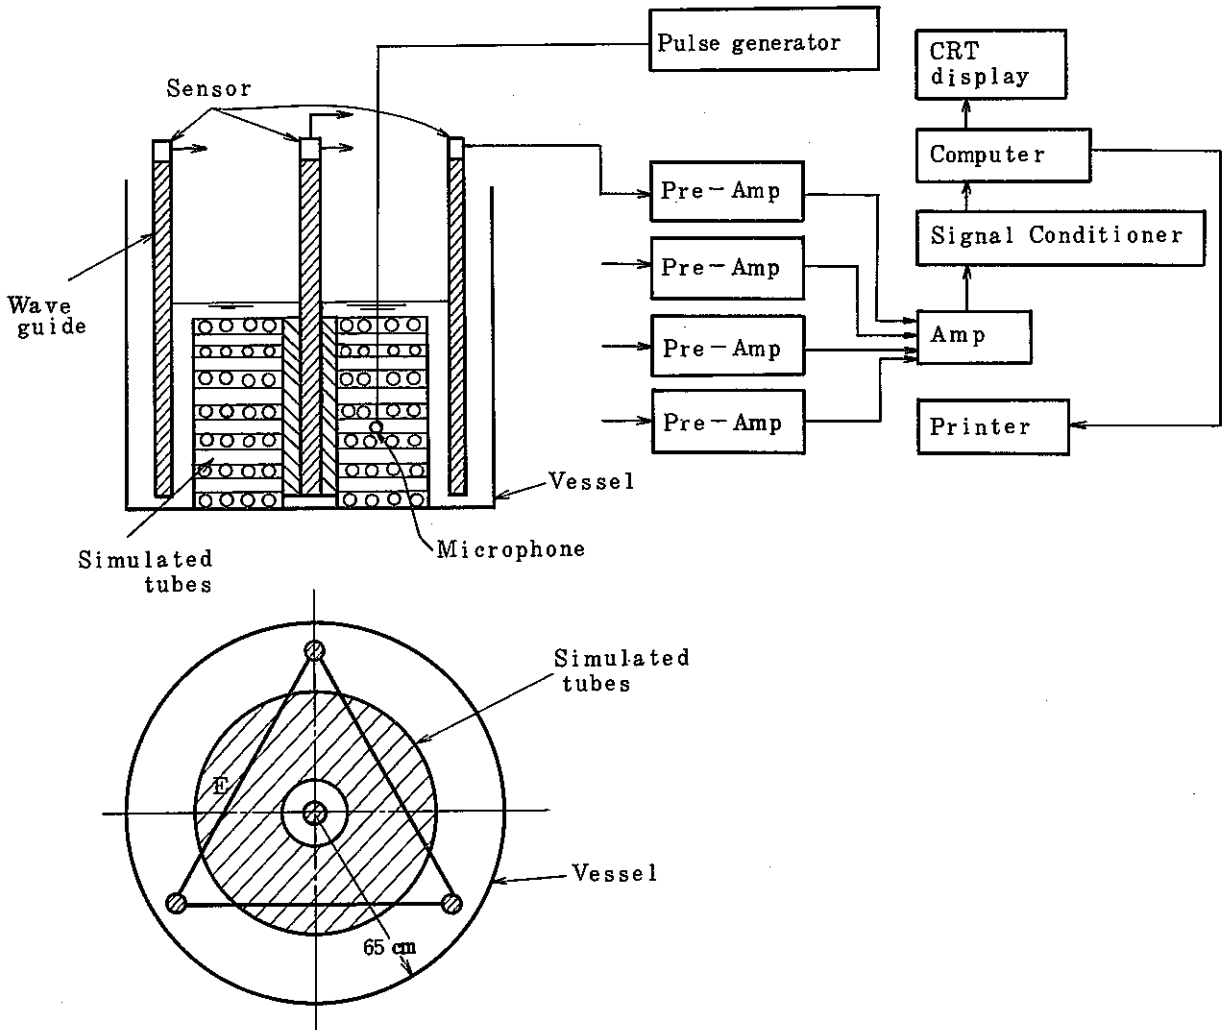 Pulse generator
CRT
display
Sensor
Computer
Pre-Amp
Signal Conditioner
Pre-Amp
Wave
guide
Amp
Pre-Amp
Pre-Amp
Printer
Vessel
Microphone
Simulated
tubes
Simulated
tubes
E
Vessel
65 cm